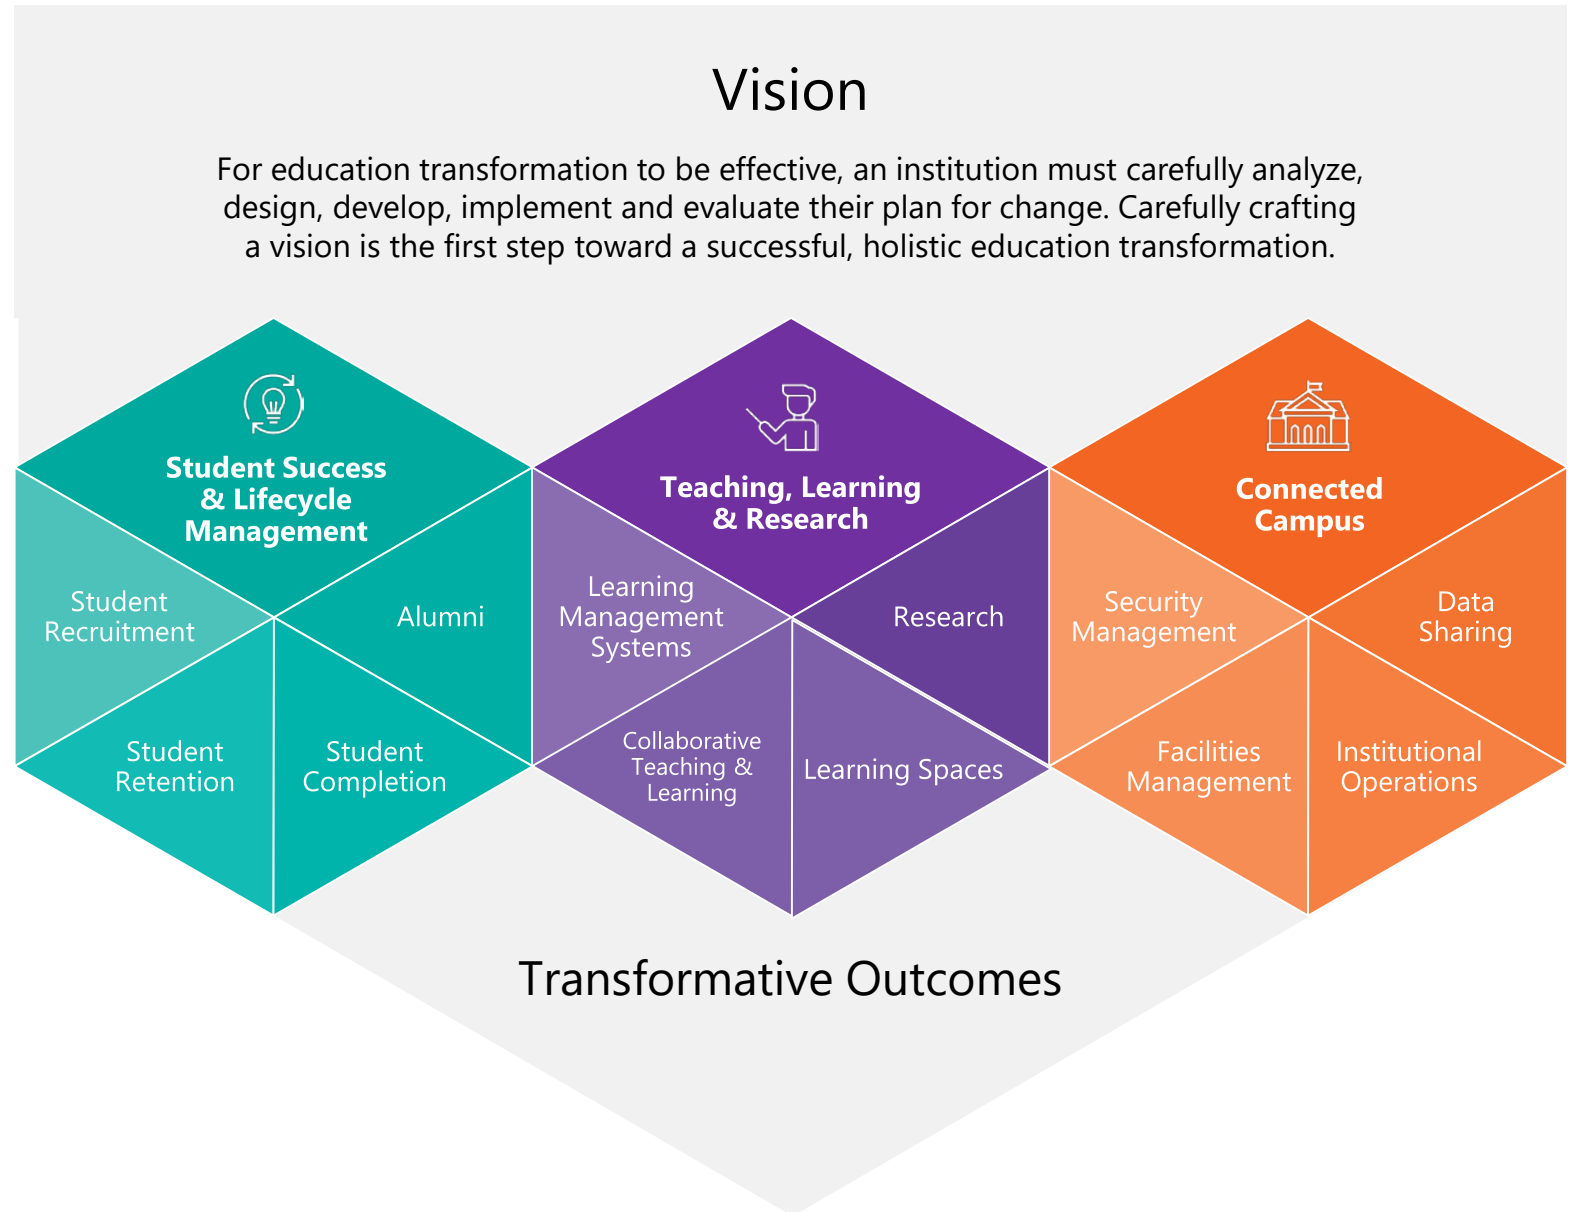 Vision
For education transformation to be effective, an institution must carefully analyze,
design, develop, implement and evaluate their plan for change. Carefully crafting
a vision is the first step toward a successful, holistic education transformation.
Student Success
& Lifecycle
Management
Student
Recruitment
Student
Retention
Student
Completion
Alumni
Teaching, Learning
& Research
Learning
Management
Systems
Collaborative
Teaching &
Learning
Learning Spaces
Research
Connected
Campus
Security
Management
Facilities
Management
Institutional
Operations
Data
Sharing
Transformative Outcomes